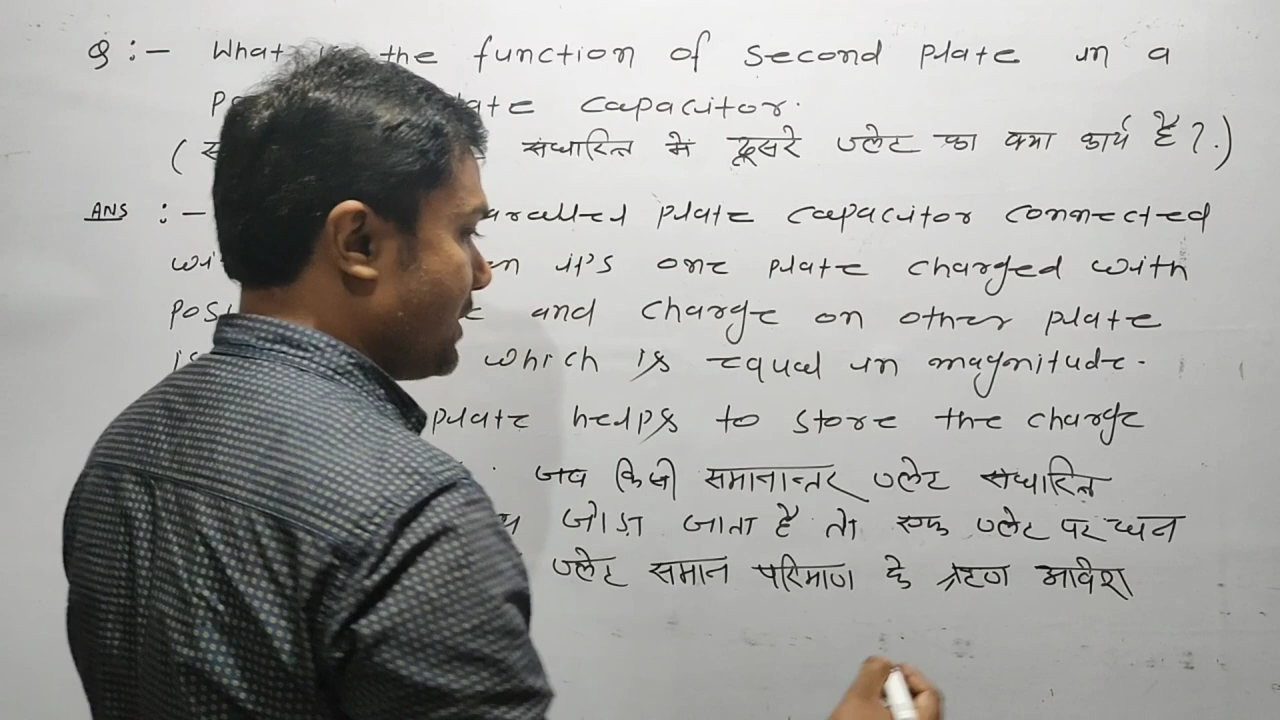 Q :- What the function of second plate in a
capacitor.
( संधारित्र में दूसरे प्लेट का क्या कार्य है ? . )
ANS :- plate capacitor connected
it's one plate charged with
and charge on other plate
which is equal in magnitude.
plate helps to store the charge
जब किसी समानान्तर प्लेट संधारित्र
जोड़ा जाता है तो एक प्लेट पर धन
प्लेट समान परिमाण के ऋण आवेश